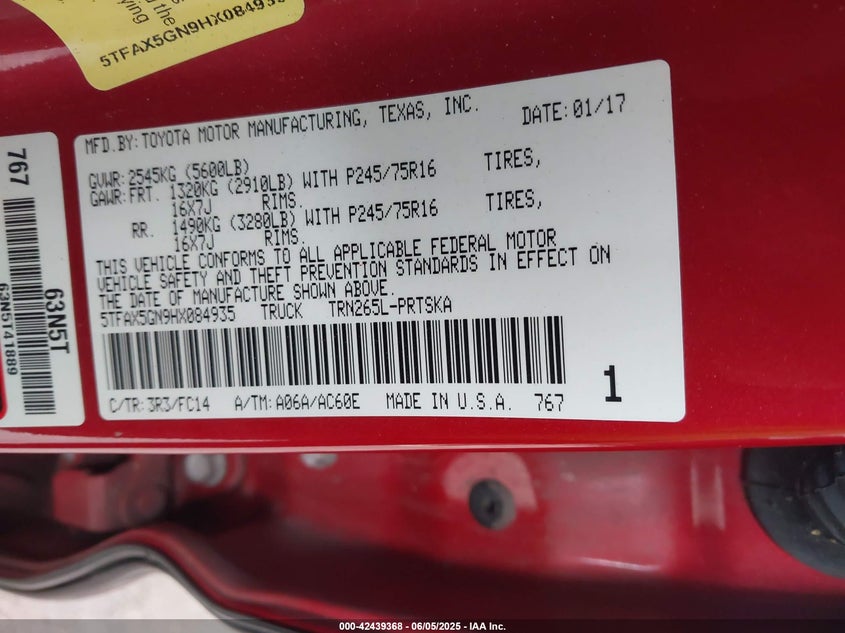 the
ying
5TFAX5GN9HX084935
MFD.BY: TOYOTA MOTOR MANUFACTURING, TEXAS, INC. DATE: 01/17
GVWR: 2545KG (5600LB)
GAWR: FRT. 1320KG (2910LB) WITH P245/75R16 TIRES,
16X7J RIMS.
RR. 1490KG (3280LB) WITH P245/75R16 TIRES,
16X7J RIMS.
THIS VEHICLE CONFORMS TO ALL APPLICABLE FEDERAL MOTOR
VEHICLE SAFETY AND THEFT PREVENTION STANDARDS IN EFFECT ON
THE DATE OF MANUFACTURE SHOWN ABOVE.
5TFAX5GN9HX084935 TRUCK TRN265L-PRTSKA
C/TR: 3R3/FC14 A/TM: A06A/AC60E MADE IN U.S.A. 767 1
767
63N5T
63N5T41889
000-42439368 - 06/05/2025 - IAA Inc.